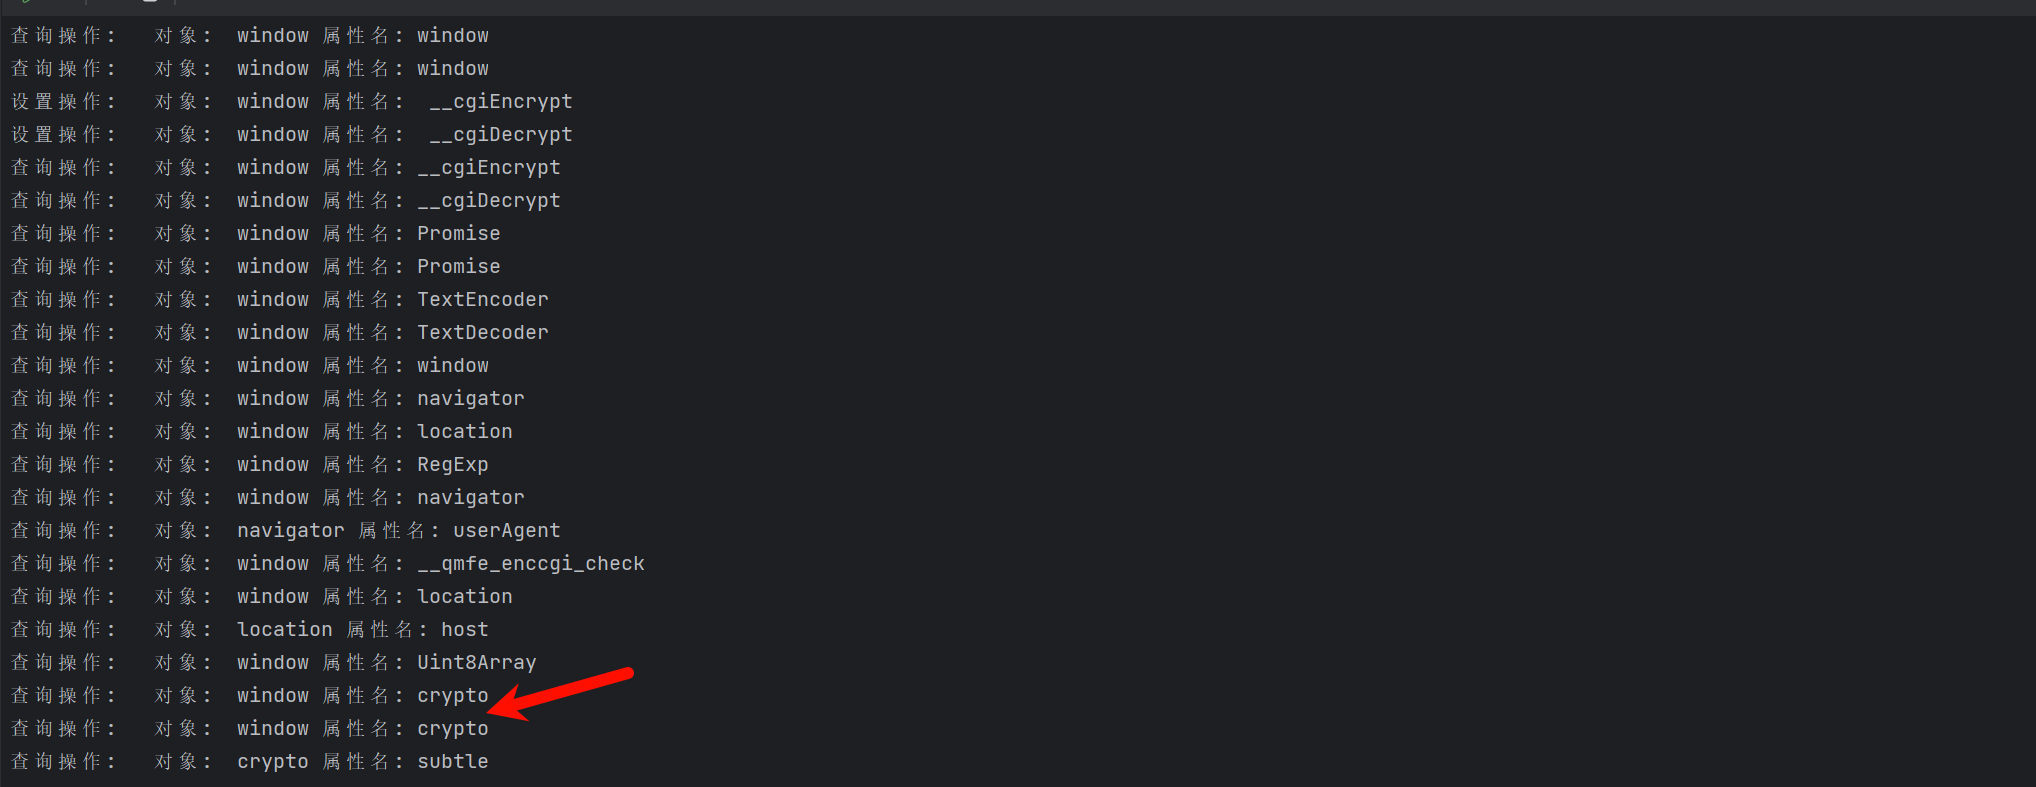 查询操作： 对象： window 属性名: window
查询操作： 对象： window 属性名: window
设置操作： 对象： window 属性名: __cgiEncrypt
设置操作： 对象： window 属性名: __cgiDecrypt
查询操作： 对象： window 属性名: __cgiEncrypt
查询操作： 对象： window 属性名: __cgiDecrypt
查询操作： 对象： window 属性名: Promise
查询操作： 对象： window 属性名: Promise
查询操作： 对象： window 属性名: TextEncoder
查询操作： 对象： window 属性名: TextDecoder
查询操作： 对象： window 属性名: window
查询操作： 对象： window 属性名: navigator
查询操作： 对象： window 属性名: location
查询操作： 对象： window 属性名: RegExp
查询操作： 对象： window 属性名: navigator
查询操作： 对象： navigator 属性名: userAgent
查询操作： 对象： window 属性名: __qmfe_enccgi_check
查询操作： 对象： window 属性名: location
查询操作： 对象： location 属性名: host
查询操作： 对象： window 属性名: Uint8Array
查询操作： 对象： window 属性名: crypto
查询操作： 对象： window 属性名: crypto
查询操作： 对象： crypto 属性名: subtle